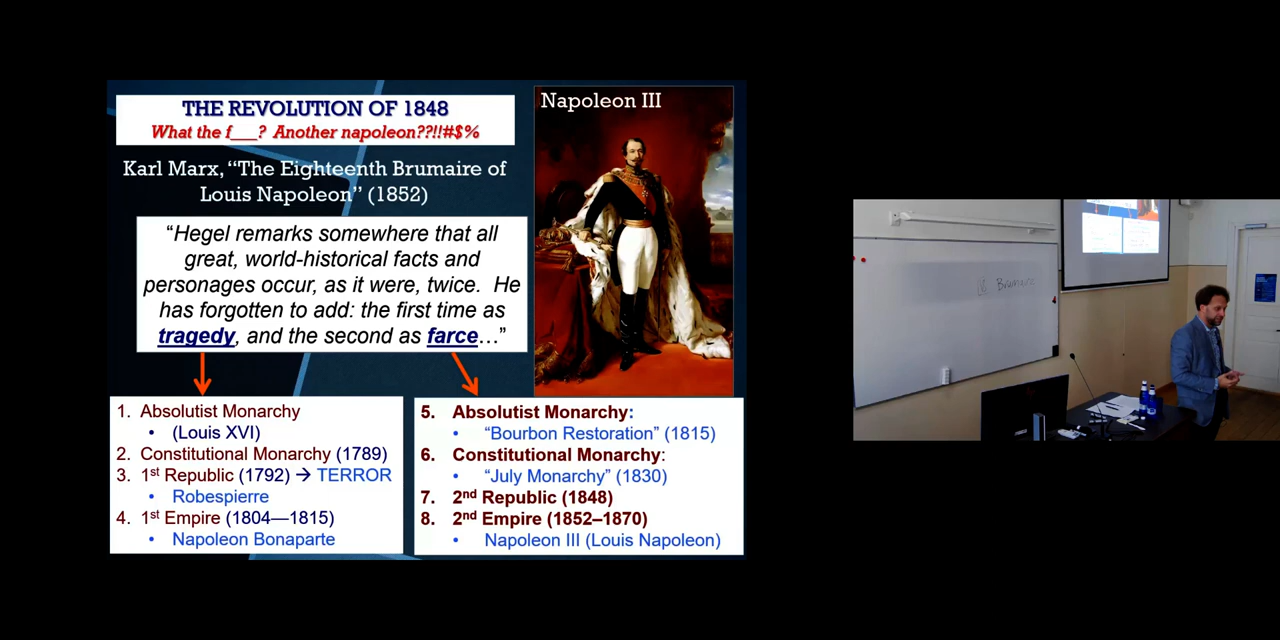 THE REVOLUTION OF 1848
What the f___? Another napoleon??!!#$%
Karl Marx, “The Eighteenth Brumaire of
Louis Napoleon” (1852)
“Hegel remarks somewhere that all
great, world-historical facts and
personages occur, as it were, twice. He
has forgotten to add: the first time as
tragedy, and the second as farce…”
Napoleon III
1. Absolutist Monarchy
• (Louis XVI)
2. Constitutional Monarchy (1789)
3. 1st Republic (1792) → TERROR
• Robespierre
4. 1st Empire (1804—1815)
• Napoleon Bonaparte
5. Absolutist Monarchy:
• “Bourbon Restoration” (1815)
6. Constitutional Monarchy:
• “July Monarchy” (1830)
7. 2nd Republic (1848)
8. 2nd Empire (1852–1870)
• Napoleon III (Louis Napoleon)
Brumaire